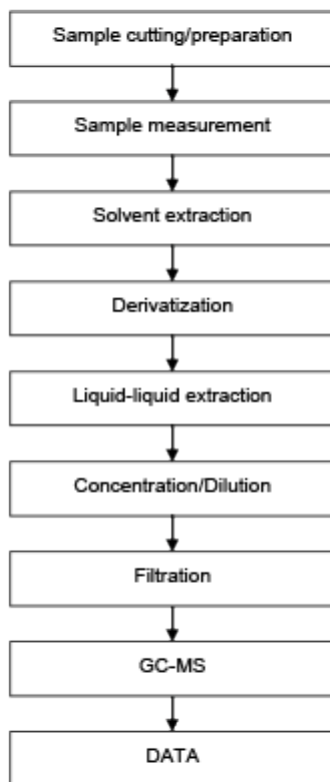 Sample cutting/preparation
Sample measurement
Solvent extraction
Derivatization
Liquid-liquid extraction
Concentration/Dilution
Filtration
GC-MS
DATA